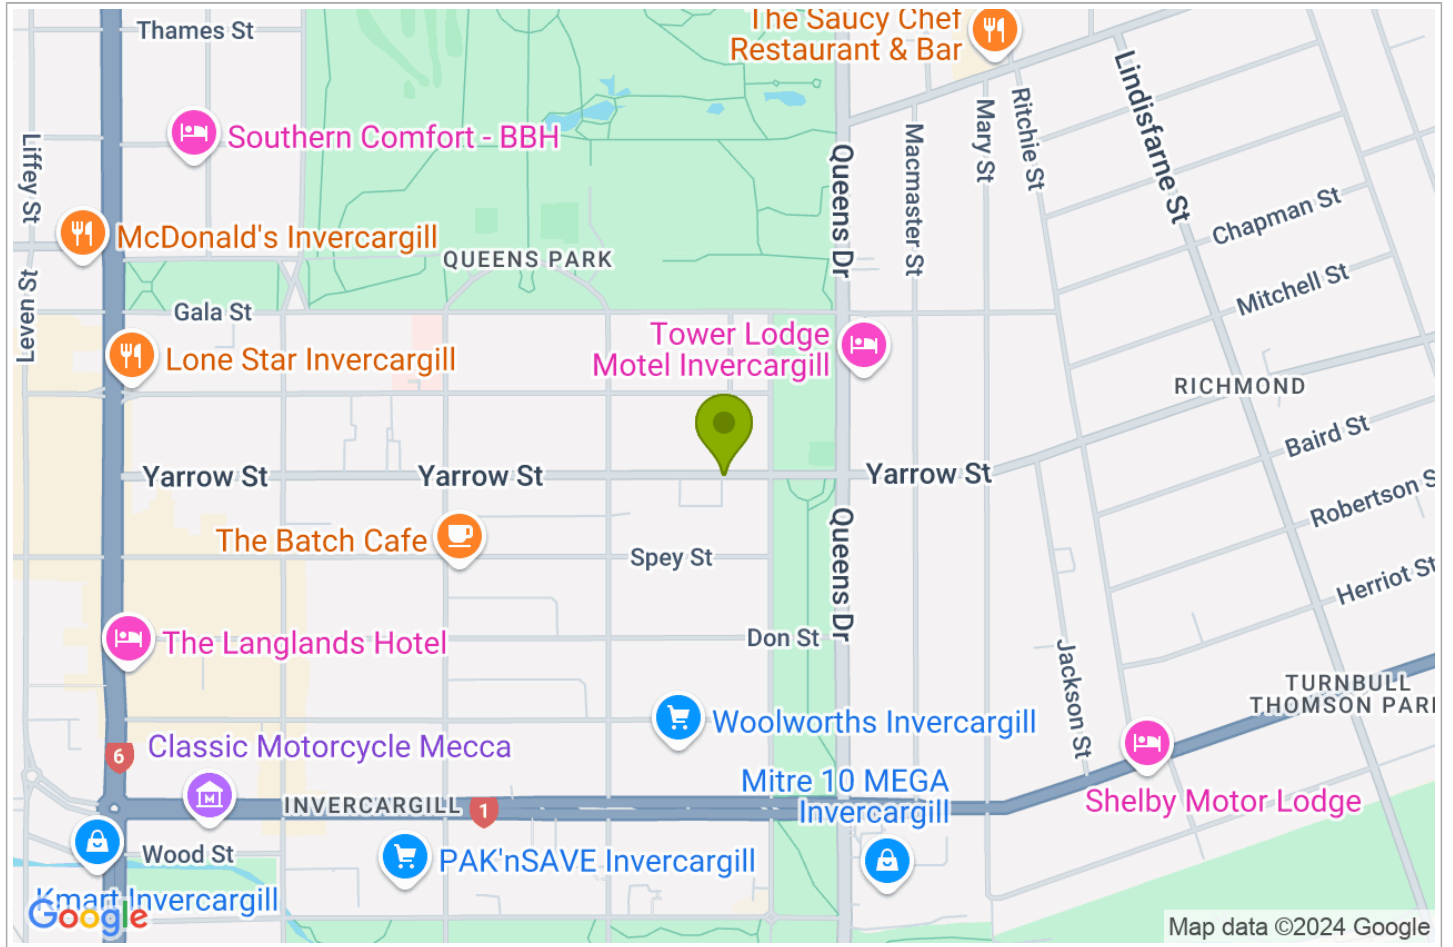 Thames St
The Saucy Chef
Restaurant & Bar
Lindisfarne St
Liffey St
Southern Comfort - BBH
Queens Dr
Macmaster St
Mary St
Ritchie St
McDonald's Invercargill
QUEENS PARK
Chapman St
Mitchell St
Leven St
Gala St
Lone Star Invercargill
Tower Lodge
Motel Invercargill
RICHMOND
Baird St
Yarrow St
Yarrow St
Yarrow St
Robertson S
The Batch Cafe
Spey St
Queens Dr
Herriot St
The Langlands Hotel
Don St
Jackson St
TURNBULL
THOMSON PARK
Woolworths Invercargill
6
Classic Motorcycle Mecca
M
Mitre 10 MEGA
Invercargill
INVERCARGILL
1
Shelby Motor Lodge
Wood St
PAK'nSAVE Invercargill
Kmart Invercargill
Google
Map data ©2024 Google